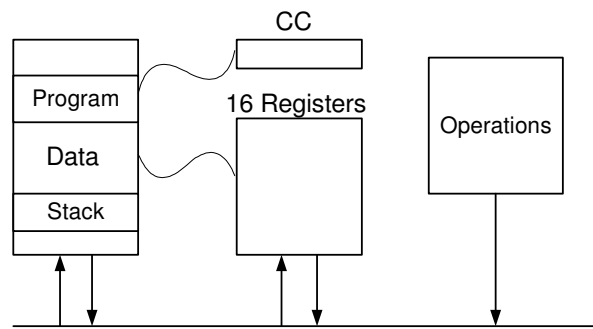 CC
Program
16 Registers
Operations
Data
Stack